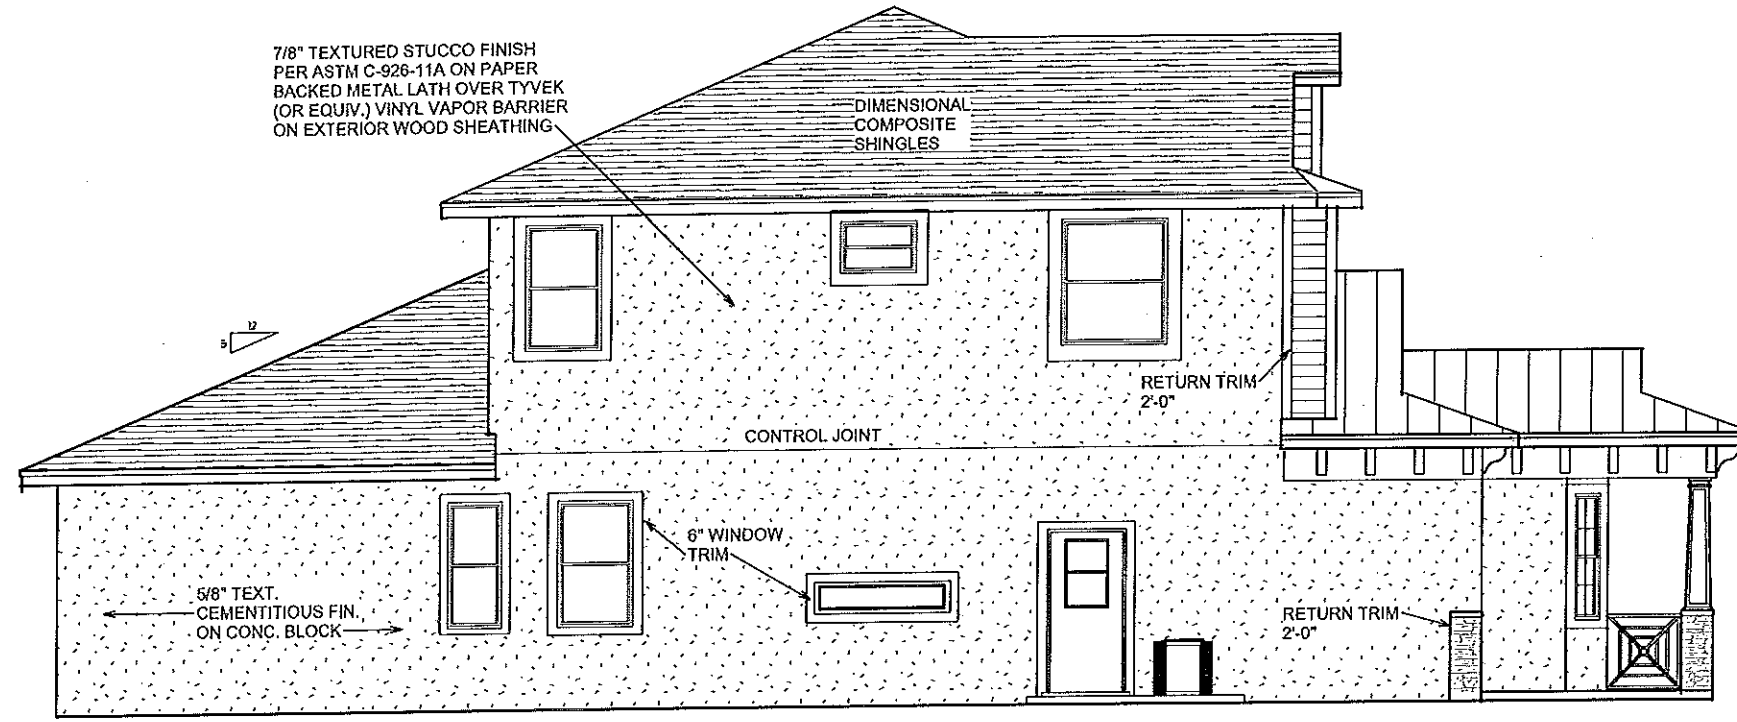 7/8" TEXTURED STUCCO FINISH
PER ASTM C-926-11A ON PAPER
BACKED METAL LATH OVER TYVEK
(OR EQUIV.) VINYL VAPOR BARRIER
ON EXTERIOR WOOD SHEATHING
DIMENSIONAL
COMPOSITE
SHINGLES
12
5
RETURN TRIM
2'-0"
CONTROL JOINT
6" WINDOW
TRIM
5/8" TEXT.
CEMENTITIOUS FIN.
ON CONC. BLOCK
RETURN TRIM
2'-0"